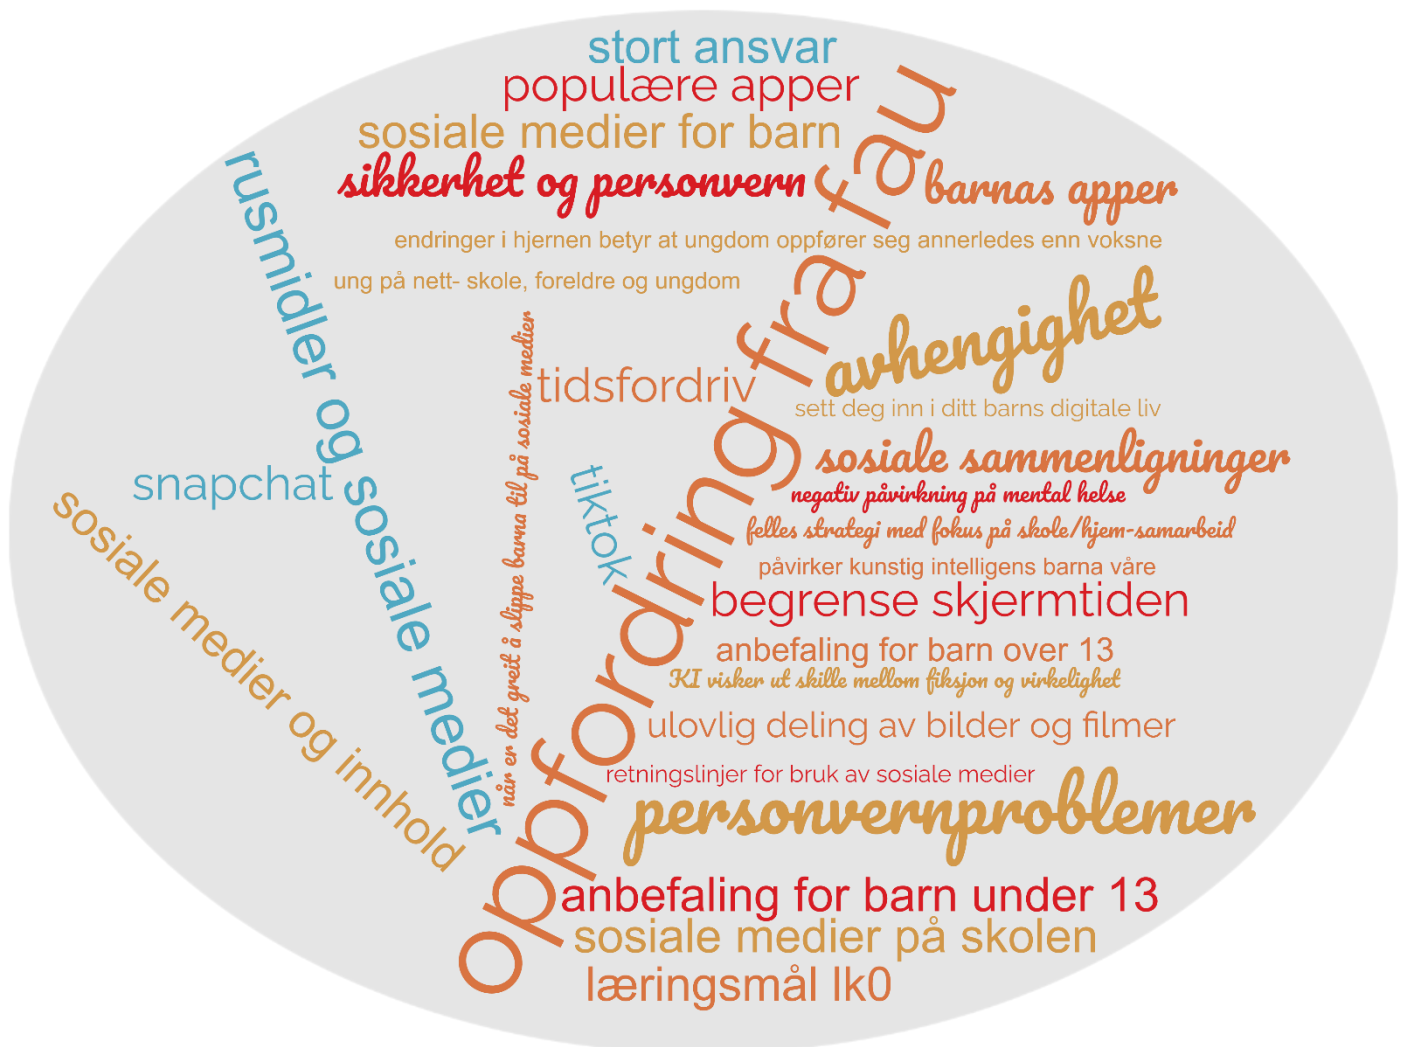 stort ansvar
populære apper
sosiale medier for barn
sikkerhet og personvern
barnas apper
endringer i hjernen betyr at ungdom oppfører seg annerledes enn voksne
ung på nett- skole, foreldre og ungdom
rusmidler og sosiale medier
oppfordring fra fau
avhengighet
når er det greit å slippe barna til på sosiale medier
tidsfordriv
sett deg inn i ditt barns digitale liv
sosiale sammenligninger
snapchat
tiktok
negativ påvirkning på mental helse
felles strategi med fokus på skole/hjem-samarbeid
sosiale medier og innhold
påvirker kunstig intelligens barna våre
begrense skjermtiden
anbefaling for barn over 13
KI visker ut skille mellom fiksjon og virkelighet
ulovlig deling av bilder og filmer
retningslinjer for bruk av sosiale medier
personvernproblemer
anbefaling for barn under 13
sosiale medier på skolen
læringsmål lk0